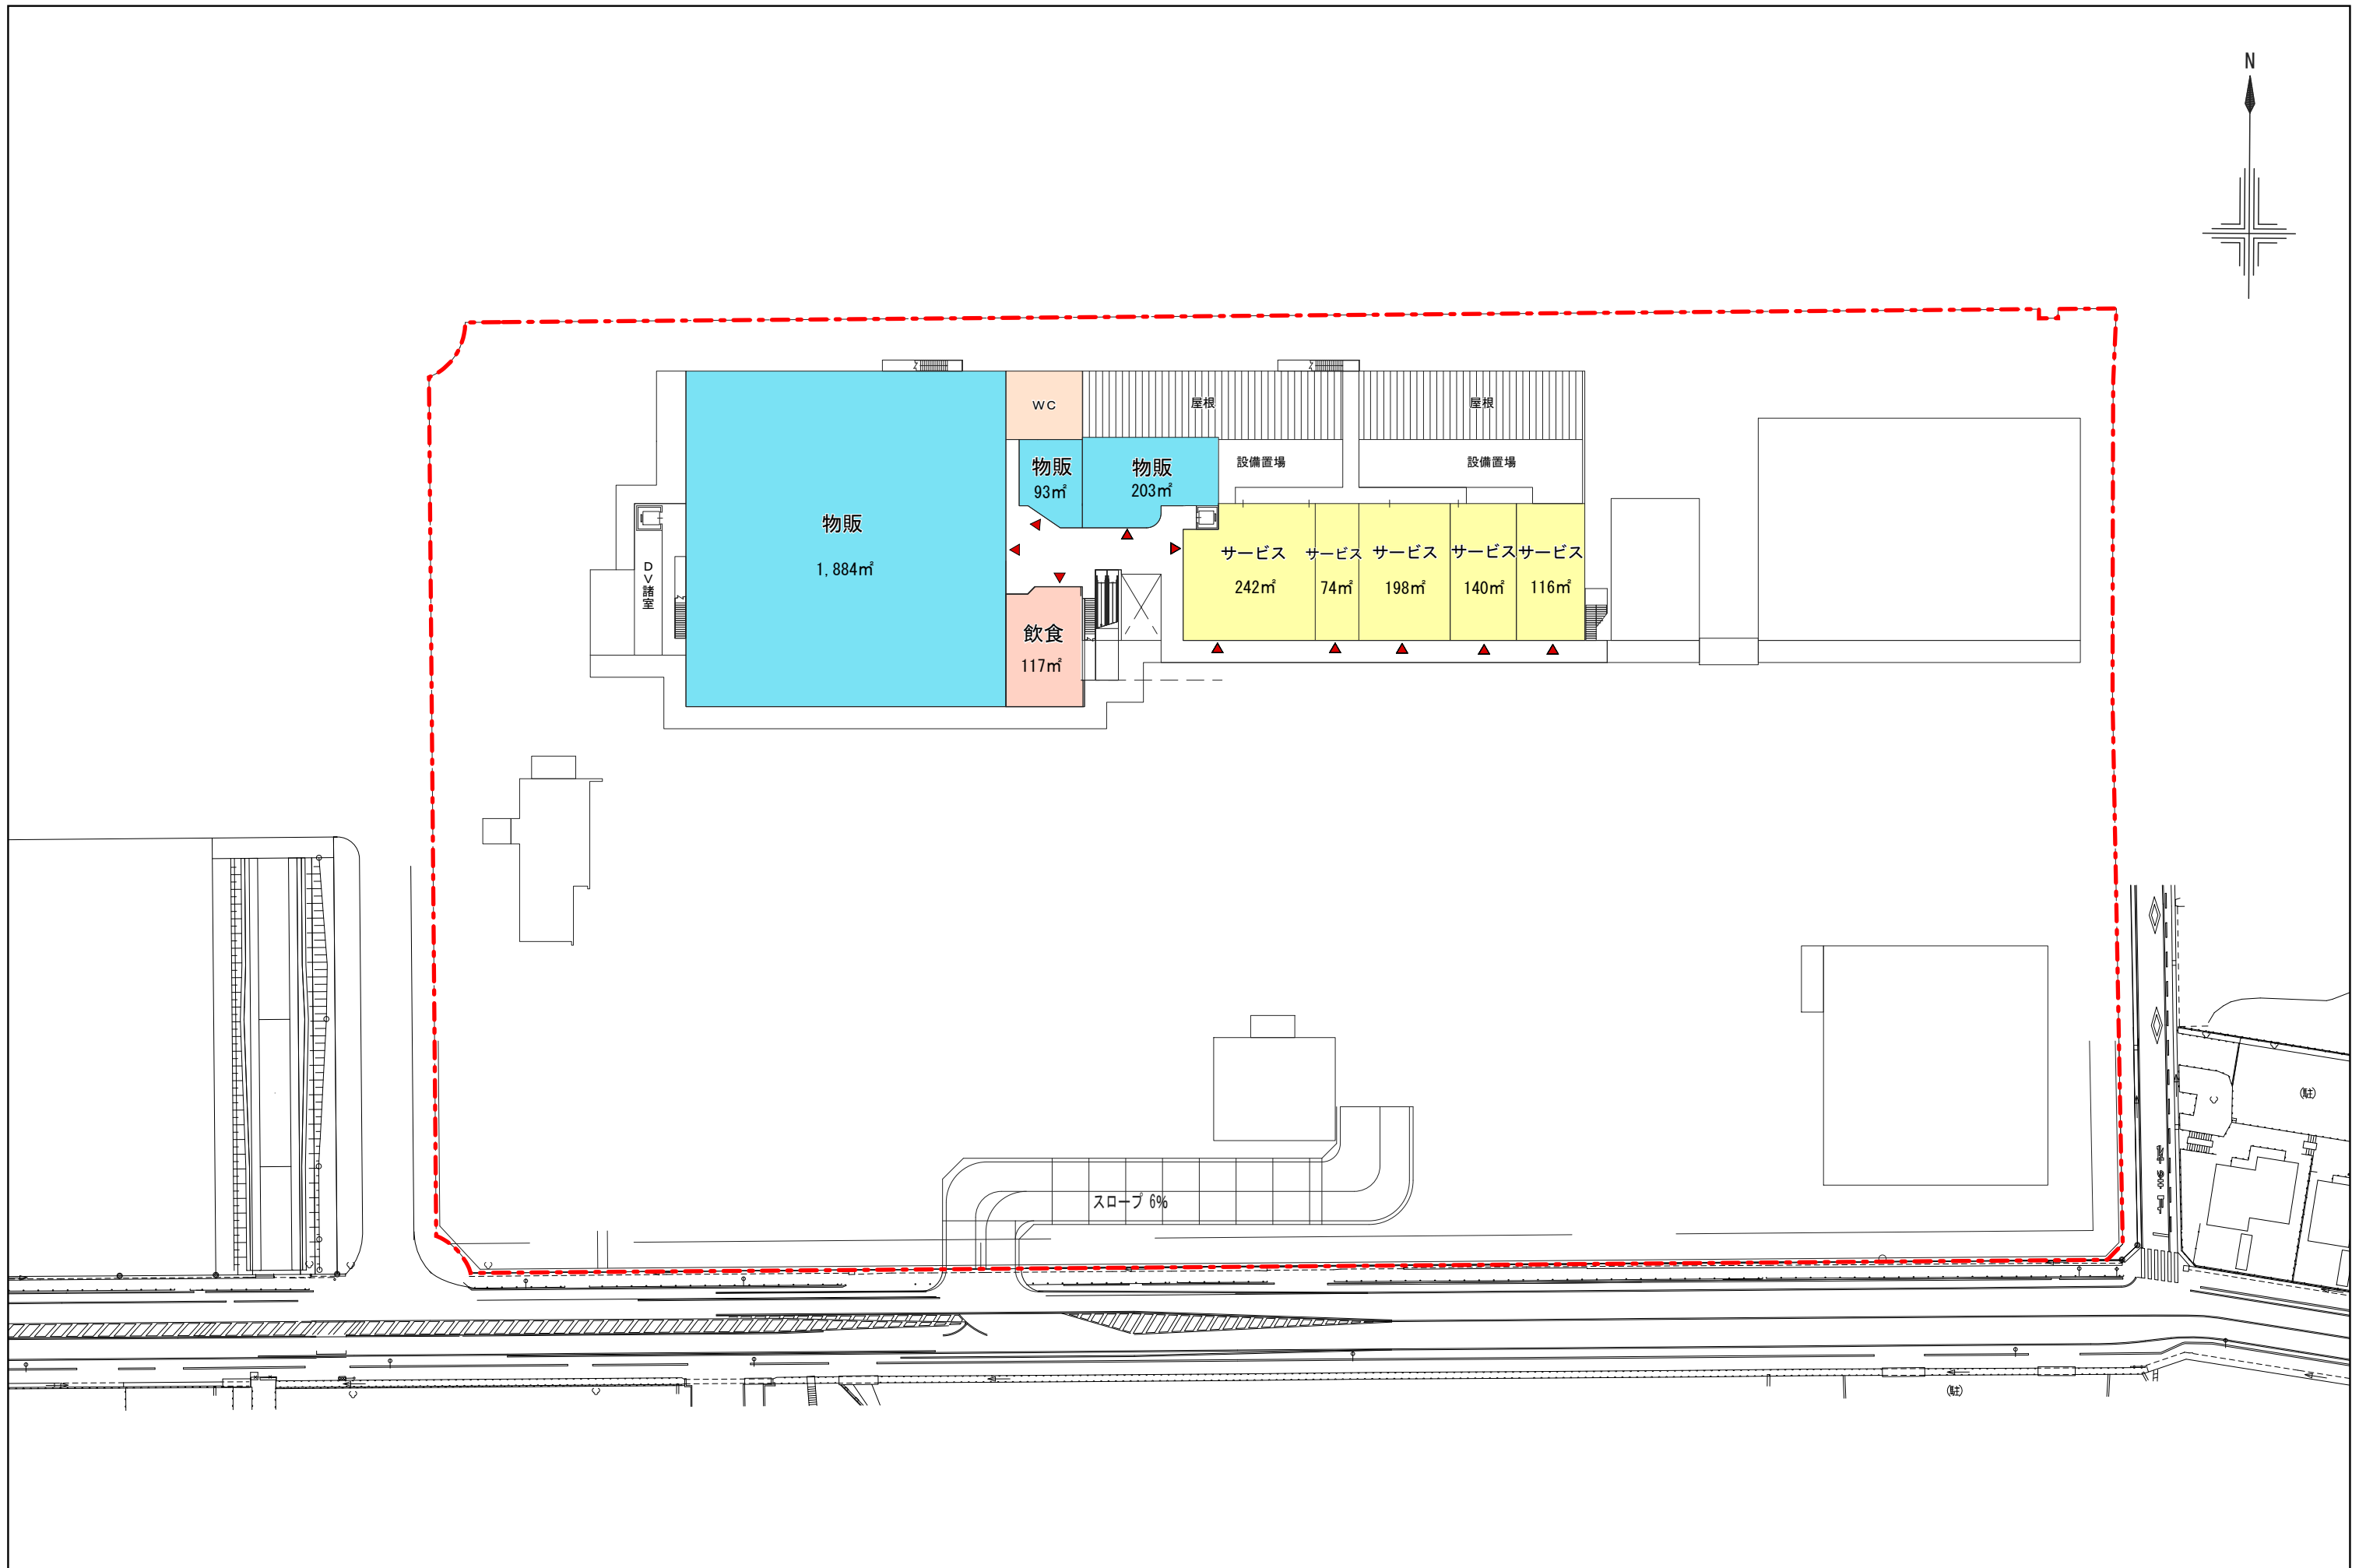 N
WC
屋根
屋根
物販
93㎡
物販
203㎡
設備置場
設備置場
物販
1,884㎡
DV諸室
サービス
242㎡
サービス
74㎡
サービス
198㎡
サービス
140㎡
サービス
116㎡
飲食
117㎡
スロープ 6%
(駐)
(駐)